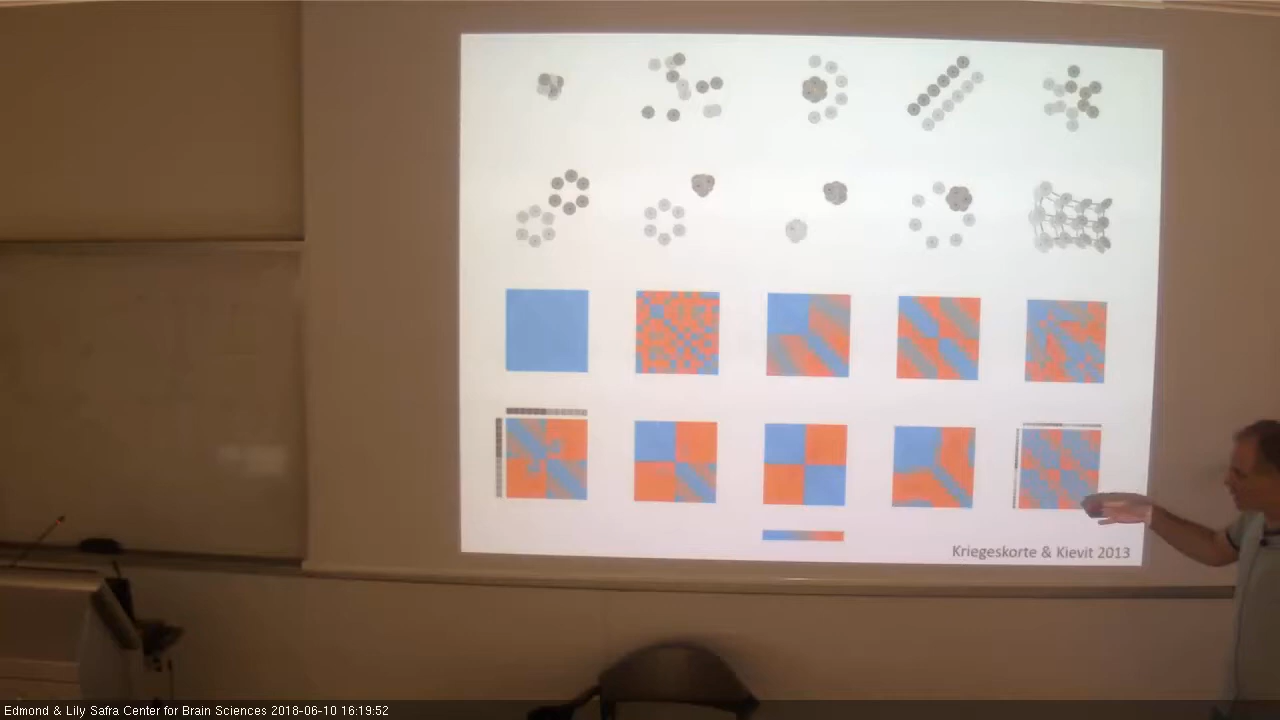 Kriegeskorte & Kievit 2013
Edmond & Lily Safra Center for Brain Sciences 2018-06-10 16:19:52